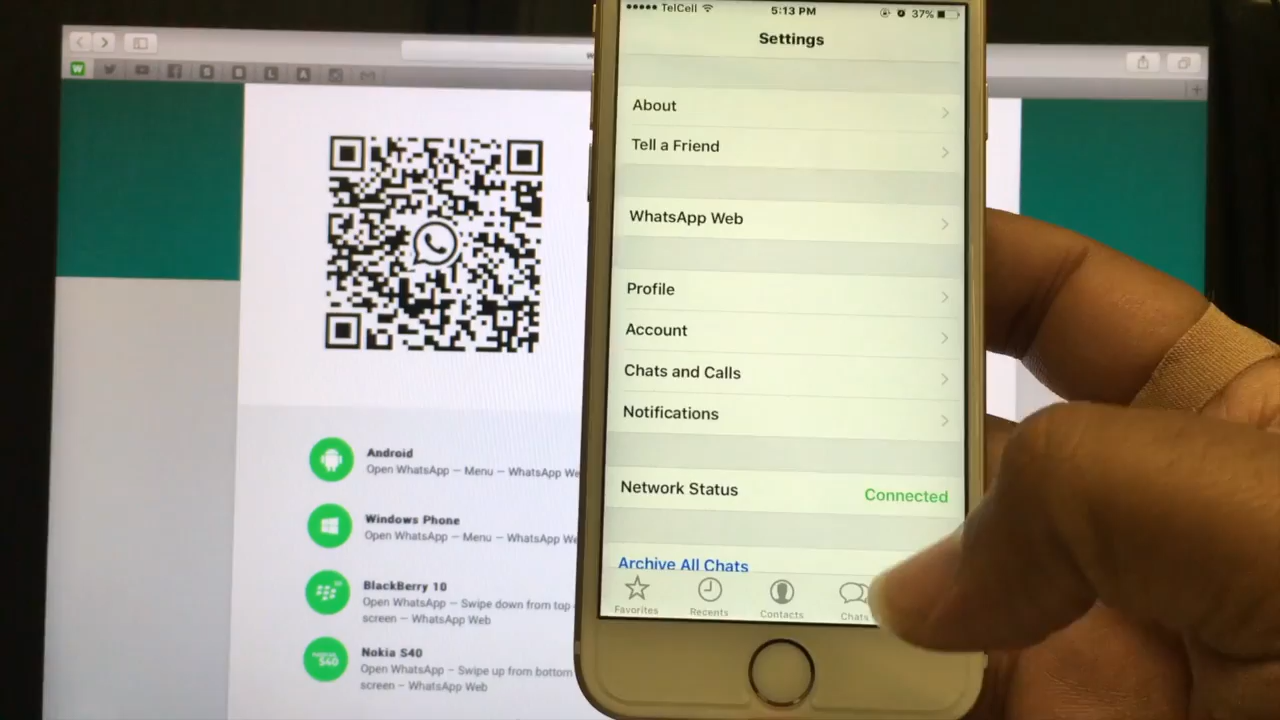 TelCell
5:13 PM
37%
Settings
About
Tell a Friend
WhatsApp Web
Profile
Account
Chats and Calls
Notifications
Network Status
Connected
Archive All Chats
Favorites
Recents
Contacts
Chats
Android
Open WhatsApp – Menu – WhatsApp We
Windows Phone
Open WhatsApp – Menu – WhatsApp We
BlackBerry 10
Open WhatsApp – Swipe down from top
screen – WhatsApp Web
Nokia S40
Open WhatsApp – Swipe up from bottom
screen – WhatsApp Web